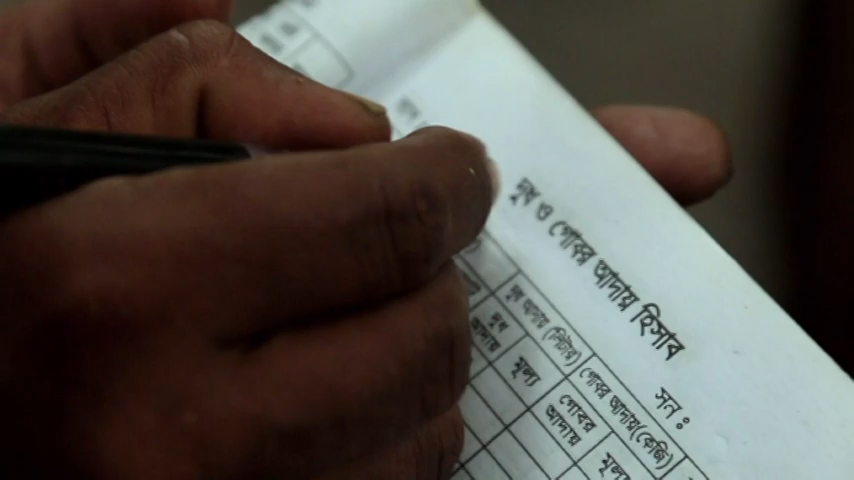 দুধ ও গোবর আদায় হিসাব
সন:
দুধ আদায় (লিটার)
গোবর আদায়(কেজি)
দুধ আদায়
মূল্য
গোবর আদায়
মূল্য